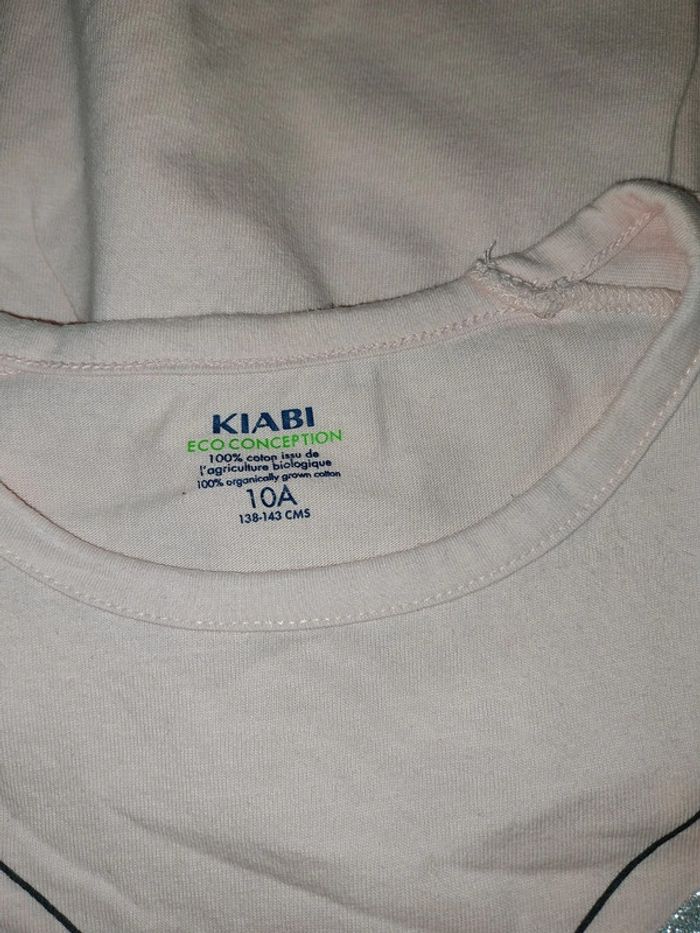 KIABI
ECO CONCEPTION
100% coton issu de
l'agriculture biologique
100% organically grown cotton
10A
138-143 CMS